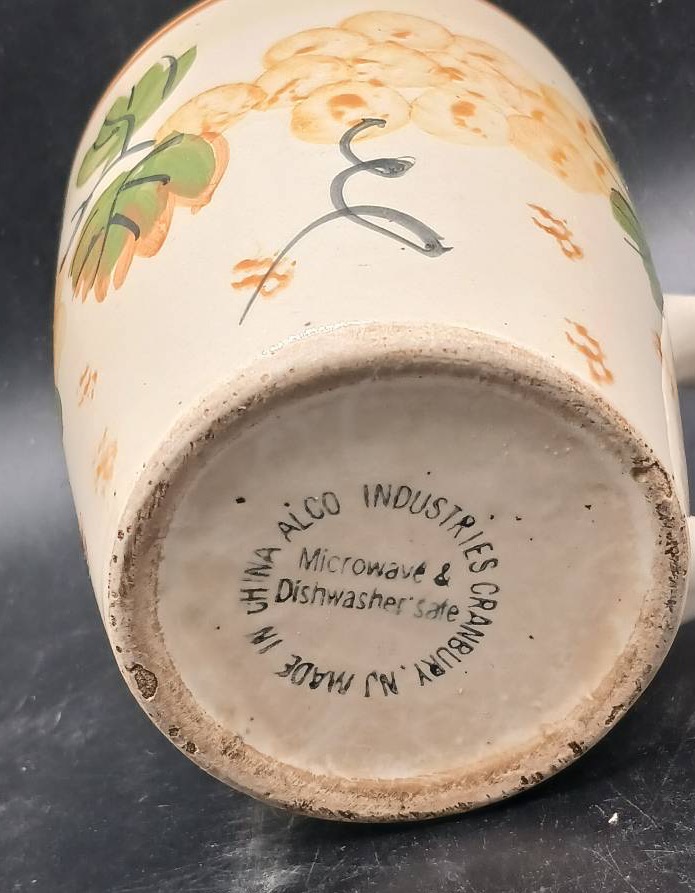 ALCO INDUSTRIES CRANBURY, NJ MADE IN CHINA
Microwave &
Dishwasher safe